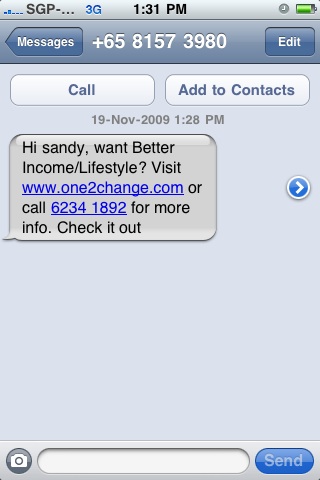 SGP-... 3G 1:31 PM
Messages +65 8157 3980 Edit
Call Add to Contacts
19-Nov-2009 1:28 PM
Hi sandy, want Better
Income/Lifestyle? Visit
www.one2change.com or
call 6234 1892 for more
info. Check it out
Send